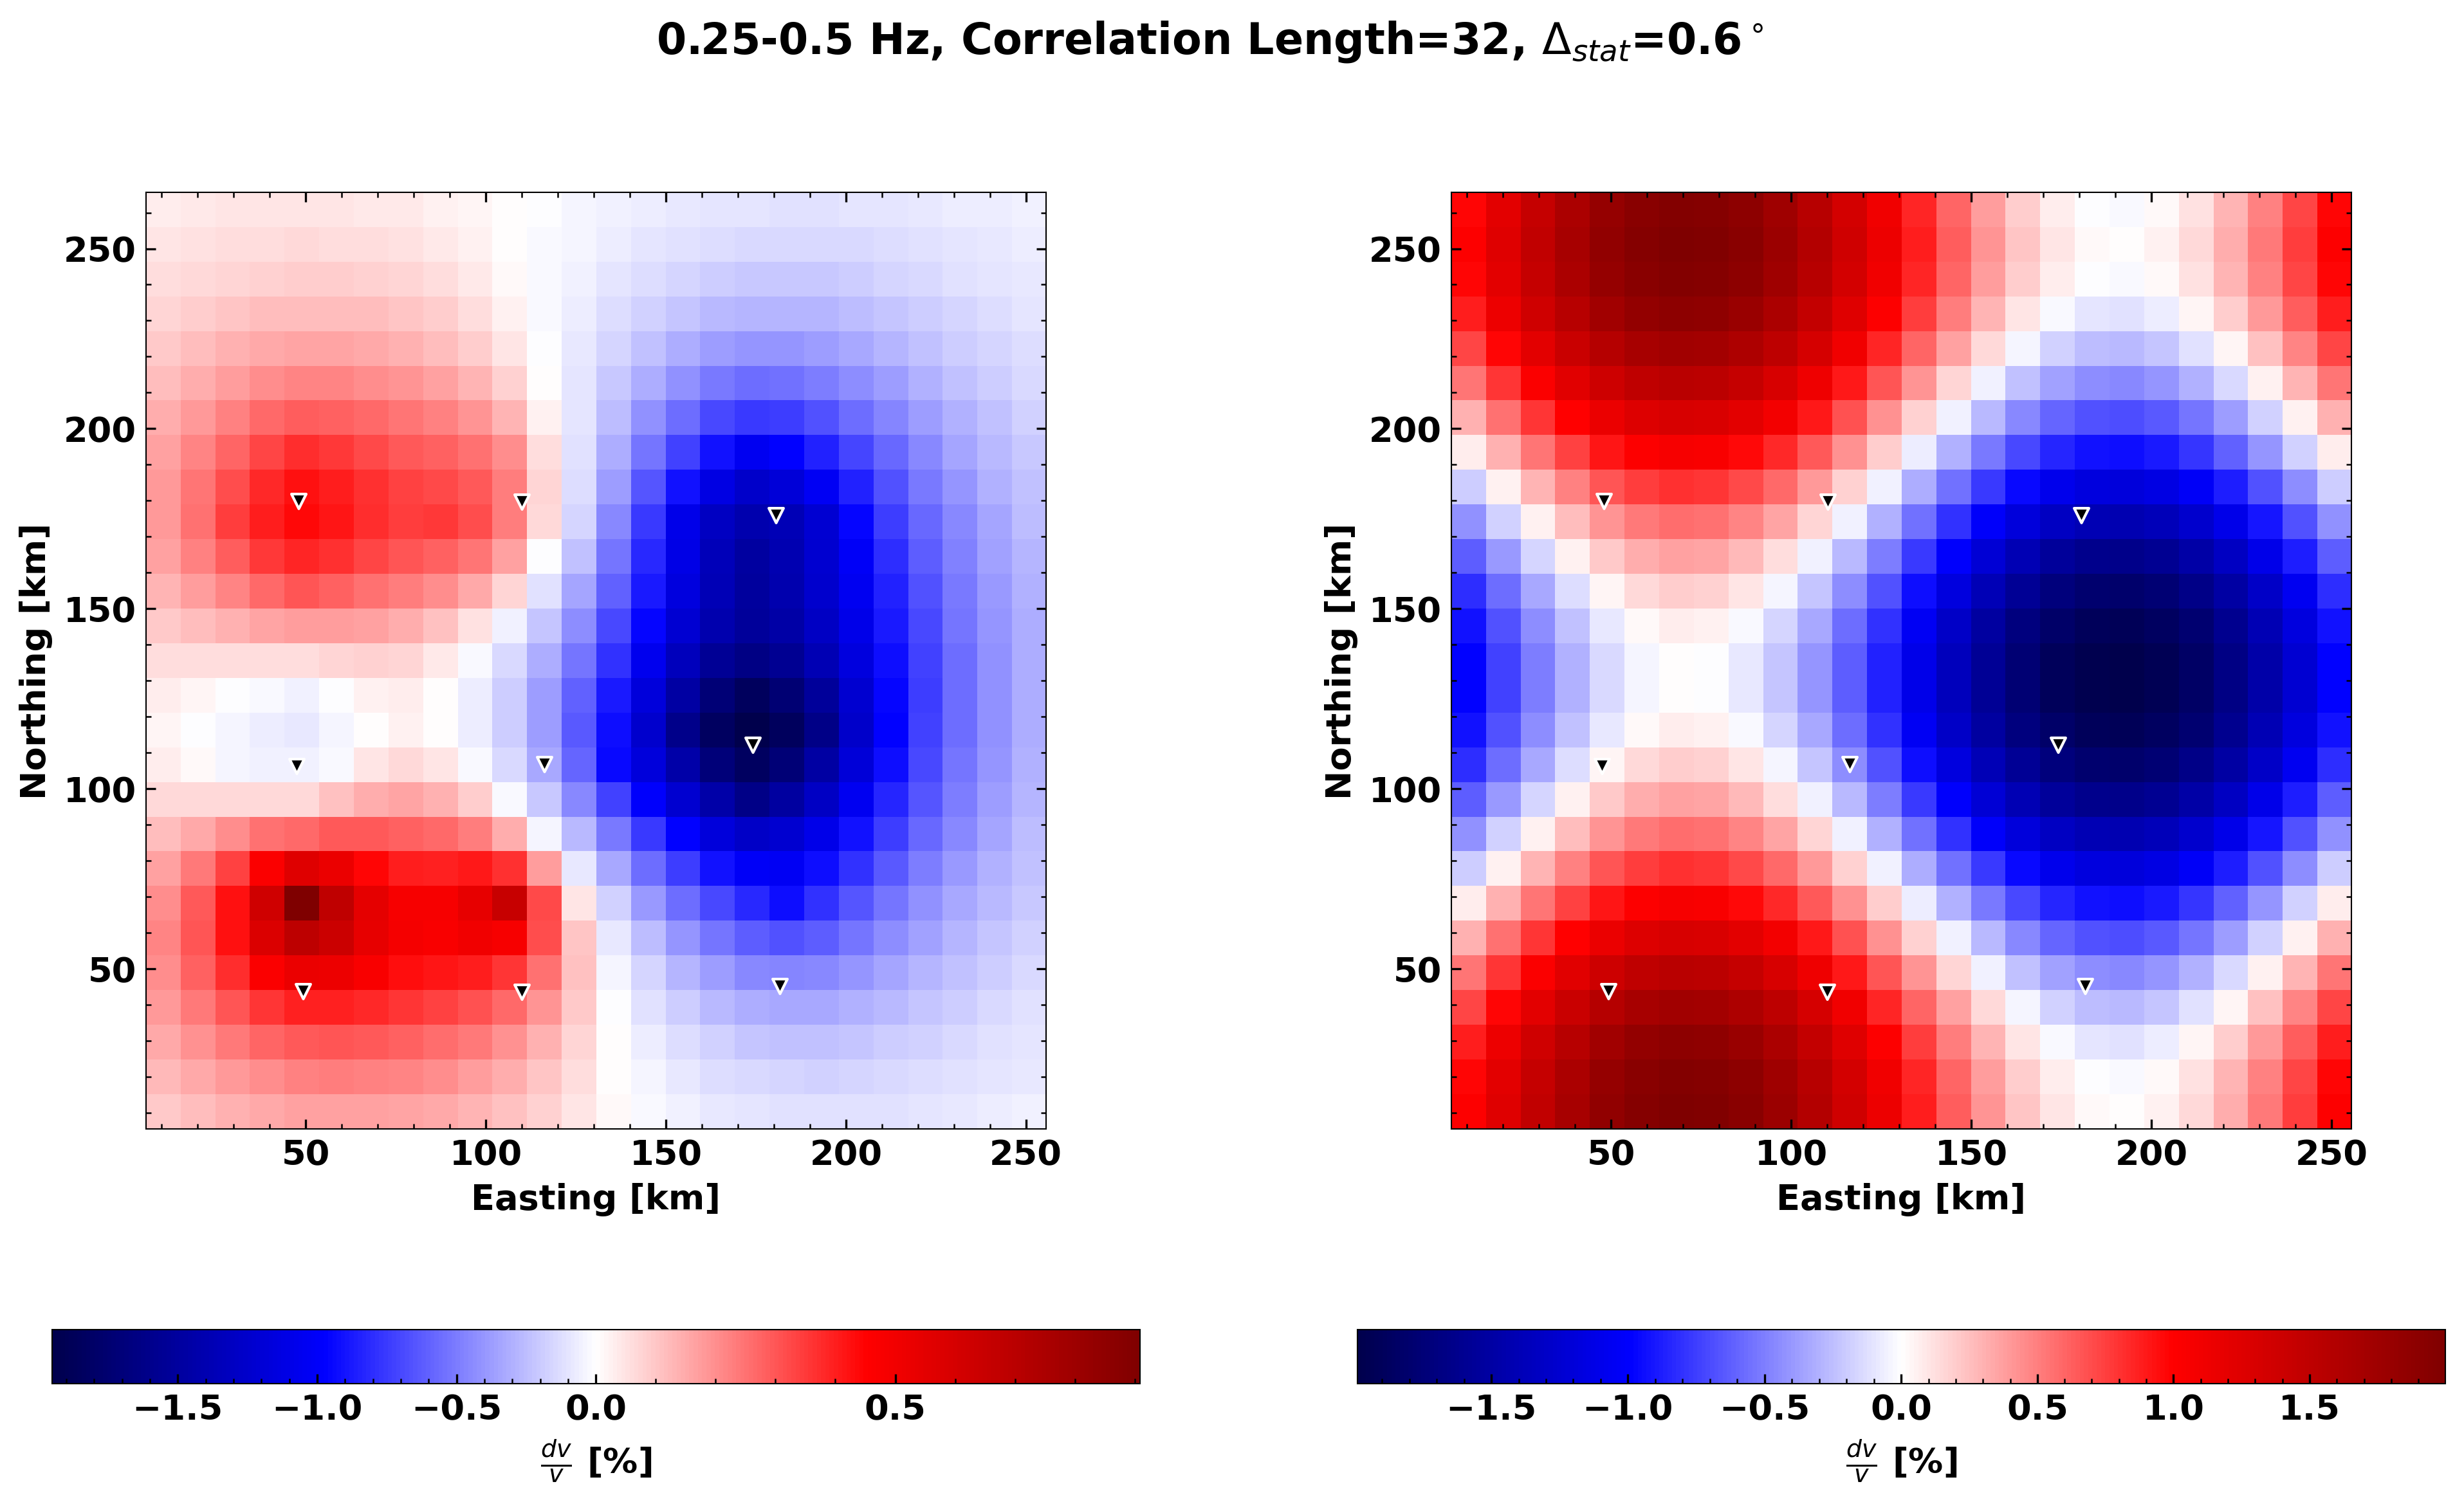 0.25-0.5 Hz, Correlation Length=32, Δ_stat=0.6°
250
200
150
100
50
Northing [km]
50 100 150 200 250
Easting [km]
−1.5 −1.0 −0.5 0.0 0.5
dv/v [%]
250
200
150
100
50
Northing [km]
50 100 150 200 250
Easting [km]
−1.5 −1.0 −0.5 0.0 0.5 1.0 1.5
dv/v [%]